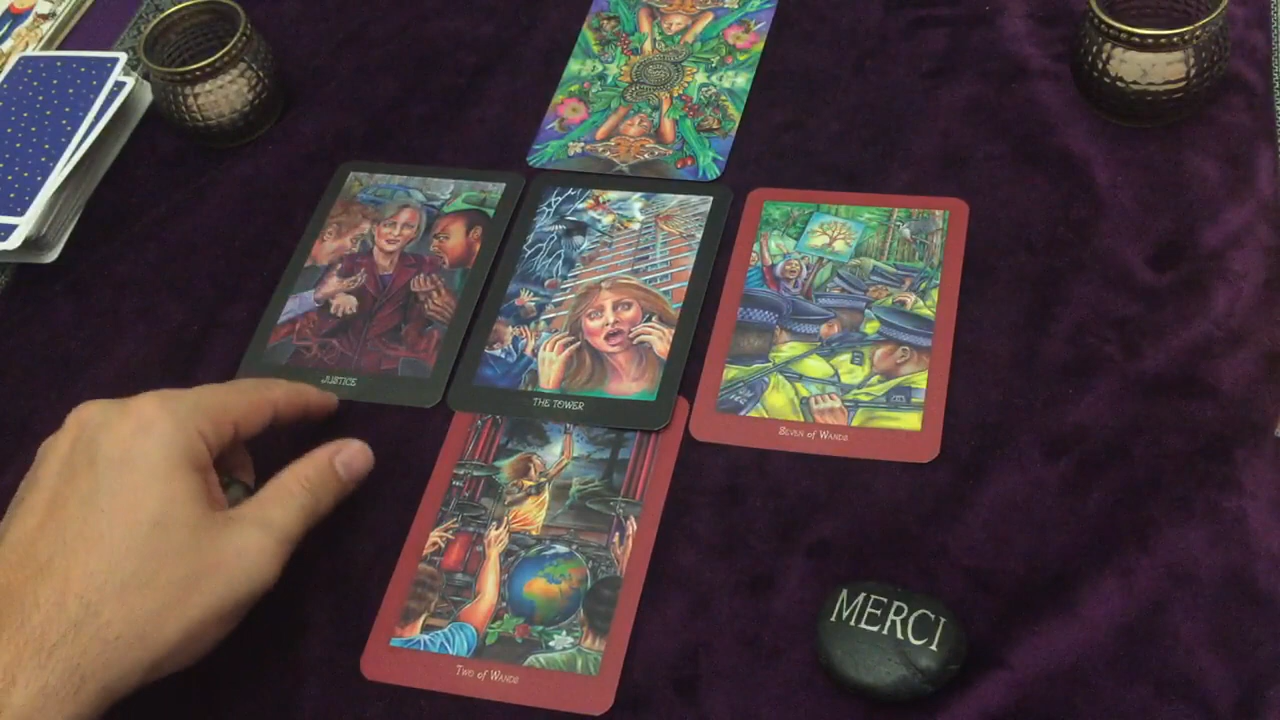 JUSTICE
THE TOWER
SEVEN of WANDS
TWO of WANDS
MERCI